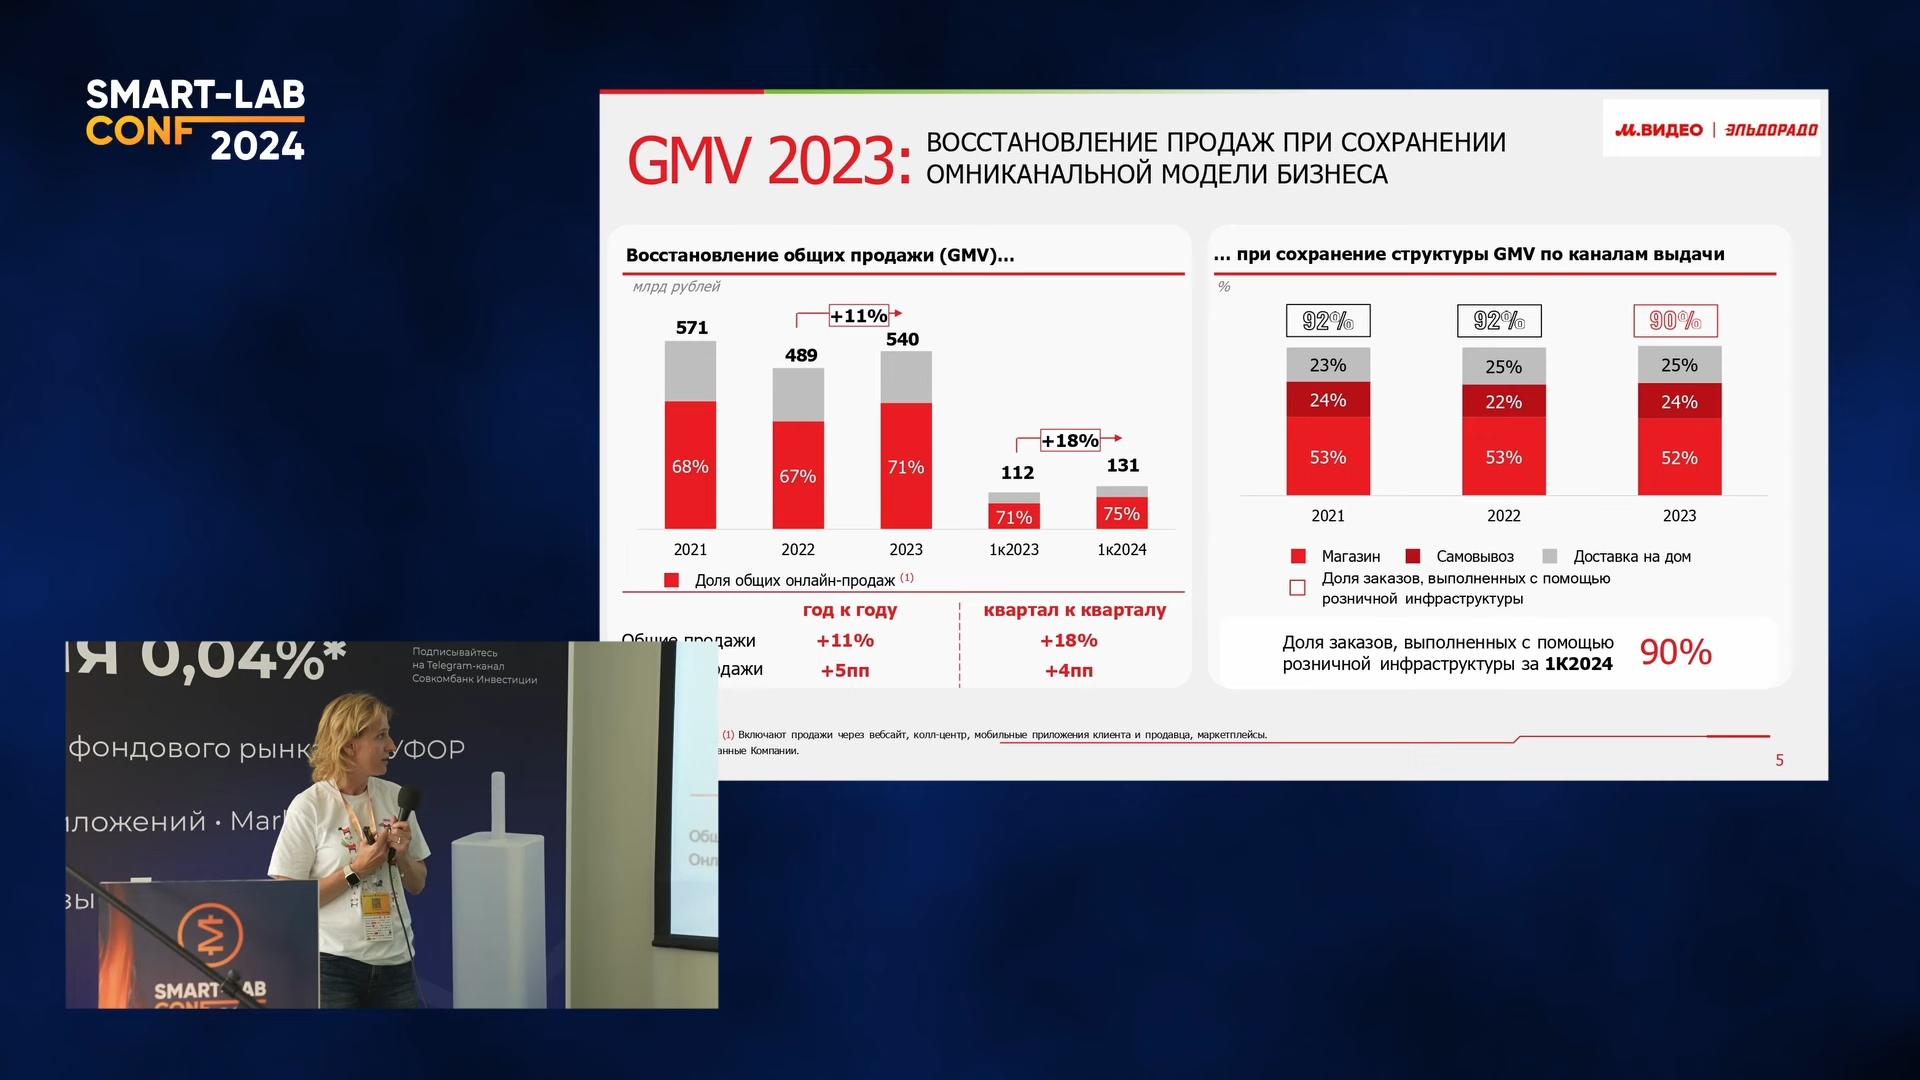 SMART-LAB
CONF 2024
GMV 2023: ВОССТАНОВЛЕНИЕ ПРОДАЖ ПРИ СОХРАНЕНИИ
ОМНИКАНАЛЬНОЙ МОДЕЛИ БИЗНЕСА
М.ВИДЕО | ЭЛЬДОРАДО
Восстановление общих продажи (GMV)...
млрд рублей
+11%
571
489
540
+18%
112
131
68%
67%
71%
71%
75%
2021
2022
2023
1к2023
1к2024
Доля общих онлайн-продаж (1)
год к году
квартал к кварталу
Общие продажи
+11%
+18%
+5пп
+4пп
... при сохранение структуры GMV по каналам выдачи
%
92%
92%
90%
23%
25%
25%
24%
22%
24%
53%
53%
52%
2021
2022
2023
Магазин
Самовывоз
Доставка на дом
Доля заказов, выполненных с помощью
розничной инфраструктуры
Доля заказов, выполненных с помощью
розничной инфраструктуры за 1К2024
90%
(1) Включают продажи через вебсайт, колл-центр, мобильные приложения клиента и продавца, маркетплейсы.
Компании.
5
0,04%*
Подписывайтесь
на Telegram-канал
Совкомбанк Инвестиции
фондового
УФОР
SMART-LAB
CONF